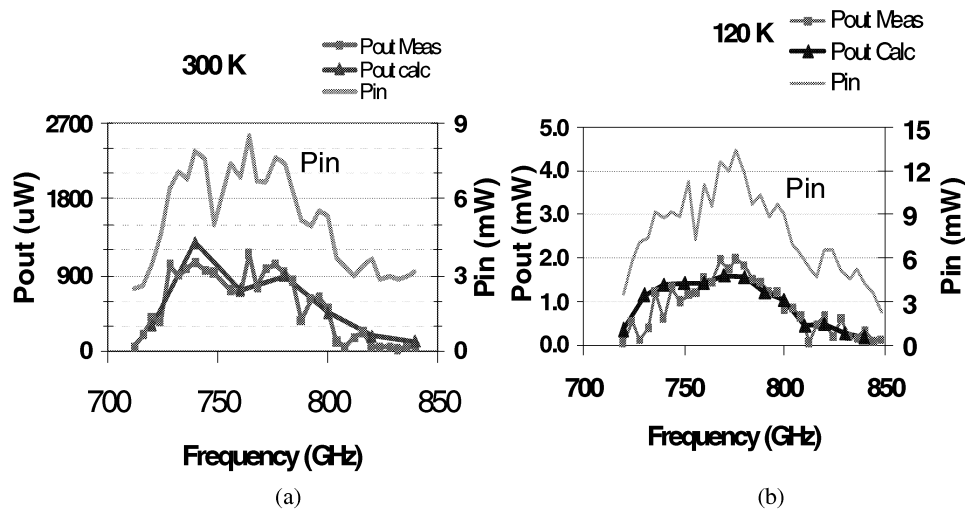 300 K
Pout Meas
Pout calc
Pin
2700
1800
900
0
Pout (uW)
Pin
9
6
3
0
Pin (mW)
700 750 800 850
Frequency (GHz)
(a)
120 K
Pout Meas
Pout Calc
Pin
5.0
4.0
3.0
2.0
1.0
0.0
Pout (mW)
Pin
15
12
9
6
3
0
Pin (mW)
700 750 800 850
Frequency (GHz)
(b)